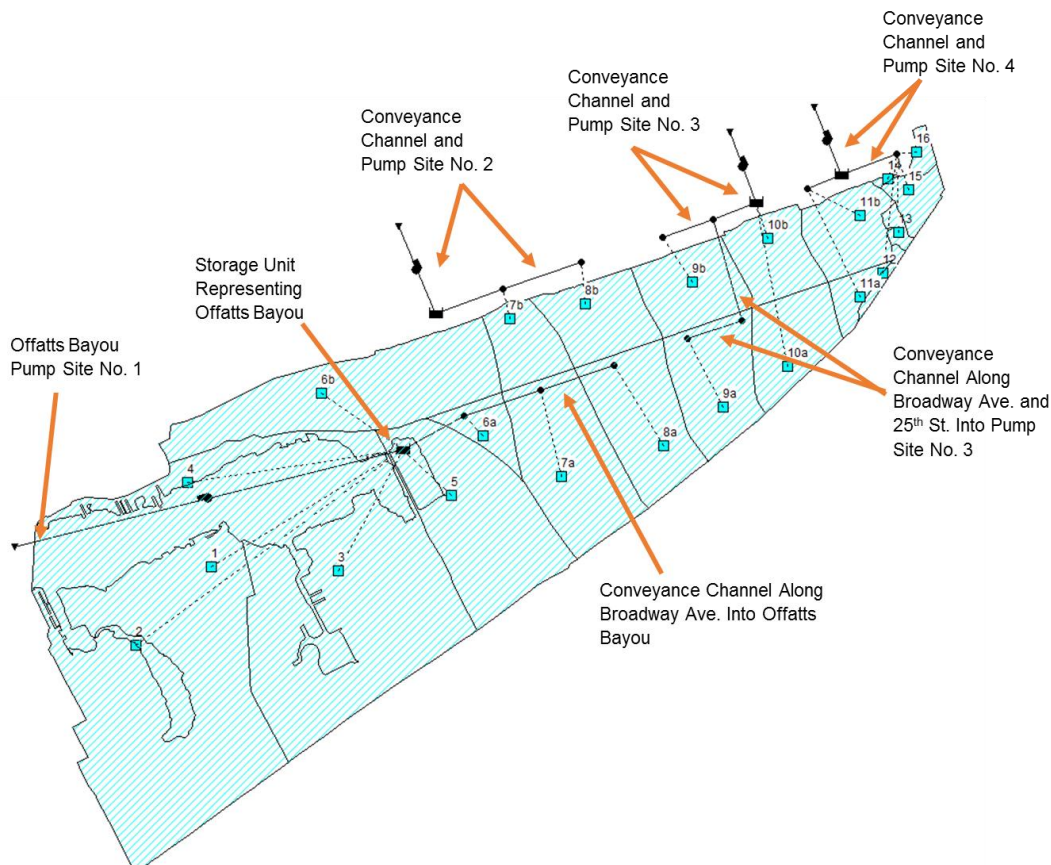 Conveyance
Channel and
Pump Site No. 4
Conveyance
Channel and
Pump Site No. 3
Conveyance
Channel and
Pump Site No. 2
Storage Unit
Representing
Offatts Bayou
Offatts Bayou
Pump Site No. 1
Conveyance
Channel Along
Broadway Ave. and
25th St. Into Pump
Site No. 3
Conveyance Channel Along
Broadway Ave. Into Offatts
Bayou
16
14
15
11b
13
10b
12
9b
11a
8b
7b
10a
6b
9a
6a
8a
7a
4
5
1
3
2